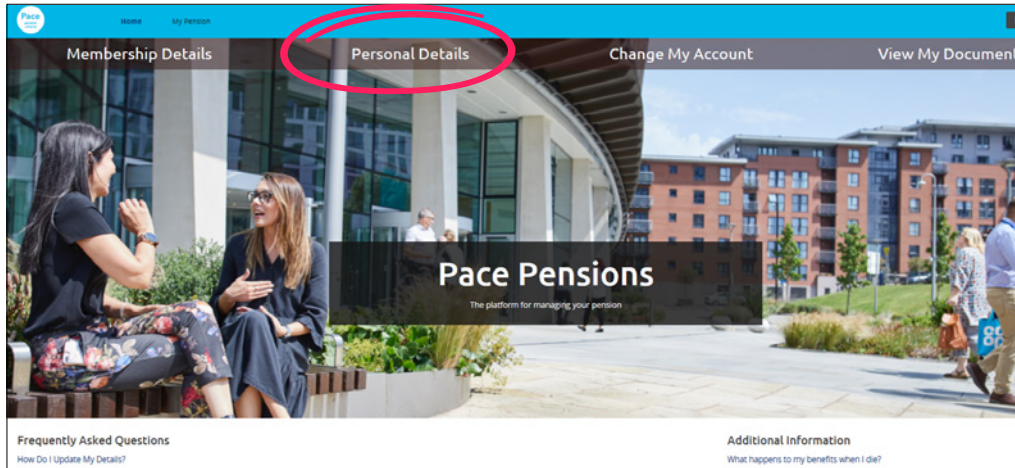 Pace
Home
My Pension
Membership Details
Personal Details
Change My Account
View My Document
Pace Pensions
The platform for managing your pension
Frequently Asked Questions
How Do I Update My Details?
Additional Information
What happens to my benefits when I die?